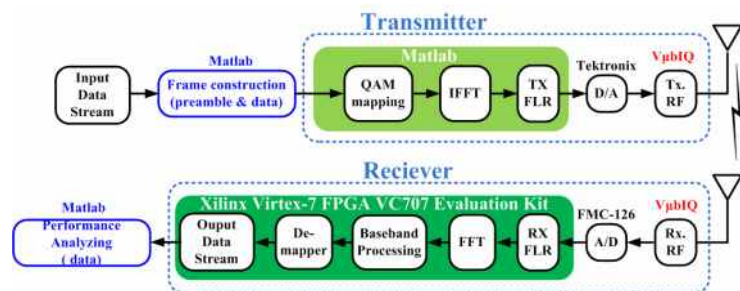 Transmitter
Matlab
Matlab
Tektronix
VμbIQ
Input
Data
Stream
Frame construction
(preamble & data)
QAM
mapping
IFFT
TX
FLR
D/A
Tx.
RF
Reciever
Matlab
Xilinx Virtex-7 FPGA VC707 Evaluation Kit
FMC-126
VμbIQ
Performance
Analyzing
( data)
Ouput
Data
Stream
De-
mapper
Baseband
Processing
FFT
RX
FLR
A/D
Rx.
RF